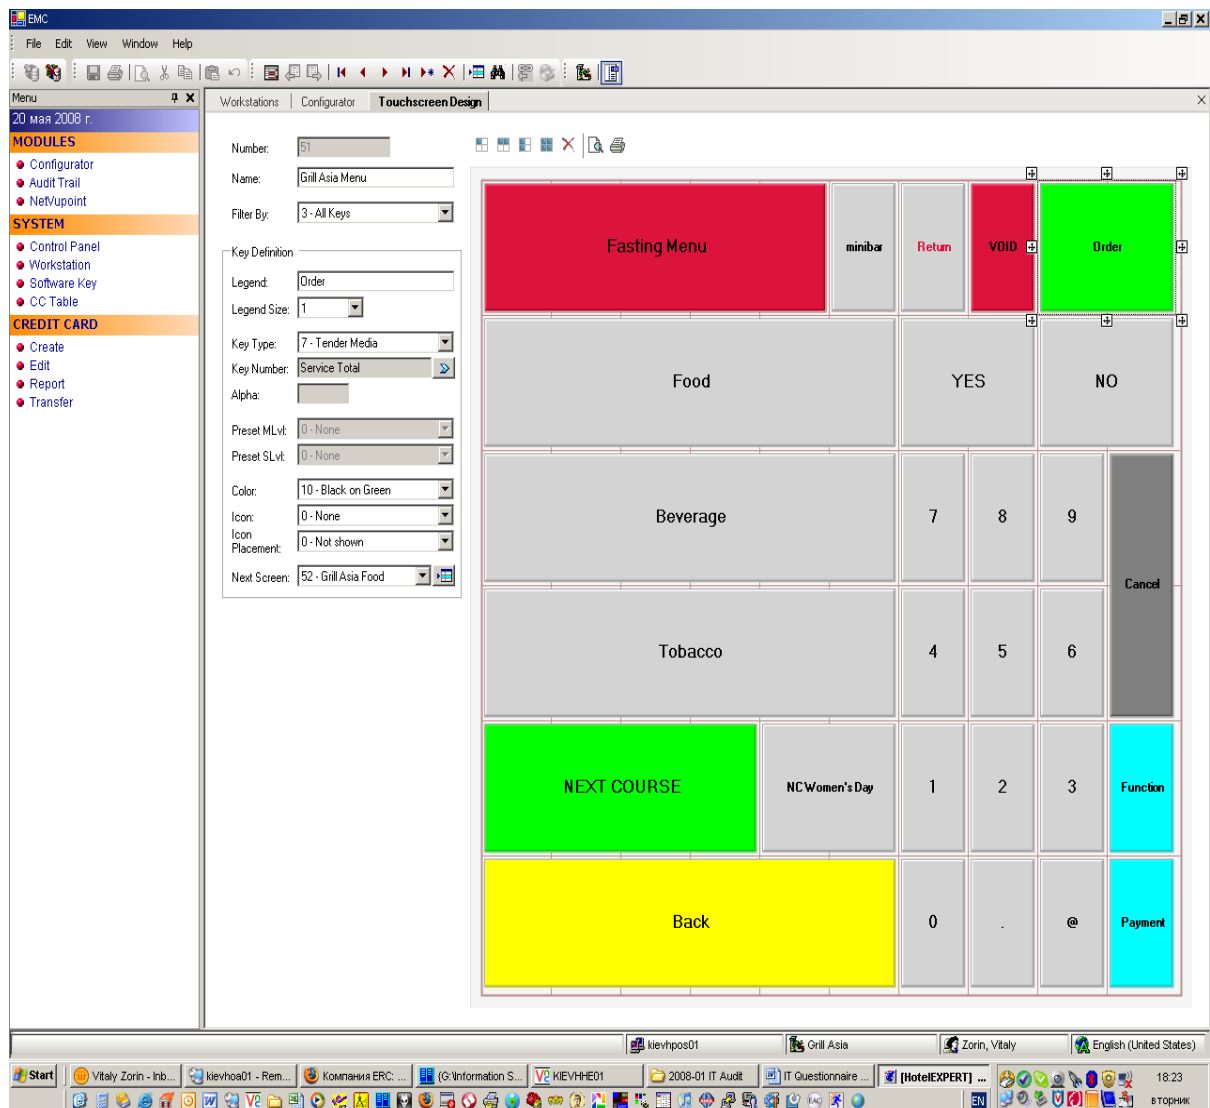 EMC
File Edit View Window Help
Menu
Workstations Configurator Touchscreen Design
20 мая 2008 г.
MODULES
Configurator
Audit Trail
NetVupoint
SYSTEM
Control Panel
Workstation
Software Key
CC Table
CREDIT CARD
Create
Edit
Report
Transfer
Number: 51
Name: Grill Asia Menu
Filter By: 3 - All Keys
Key Definition
Legend: Order
Legend Size: 1
Key Type: 7 - Tender Media
Key Number: Service Total
Alpha:
Preset MLvl: 0 - None
Preset SLvl: 0 - None
Color: 10 - Black on Green
Icon: 0 - None
Icon
Placement: 0 - Not shown
Next Screen: 52 - Grill Asia Food
Fasting Menu minibar Return VOID Order
Food YES NO
Beverage 7 8 9
Cancel
Tobacco 4 5 6
NEXT COURSE NC Women's Day 1 2 3 Function
Back 0 . @ Payment
kievhpos01 Grill Asia Zorin, Vitaly English (United States)
Start Vitaly Zorin - Inb... kievhoa01 - Rem... Компания ERC: ... (G:\Information S... KIEVHHE01 2008-01 IT Audit IT Questionnaire ... [HotelEXPERT] ... 18:23
EN вторник